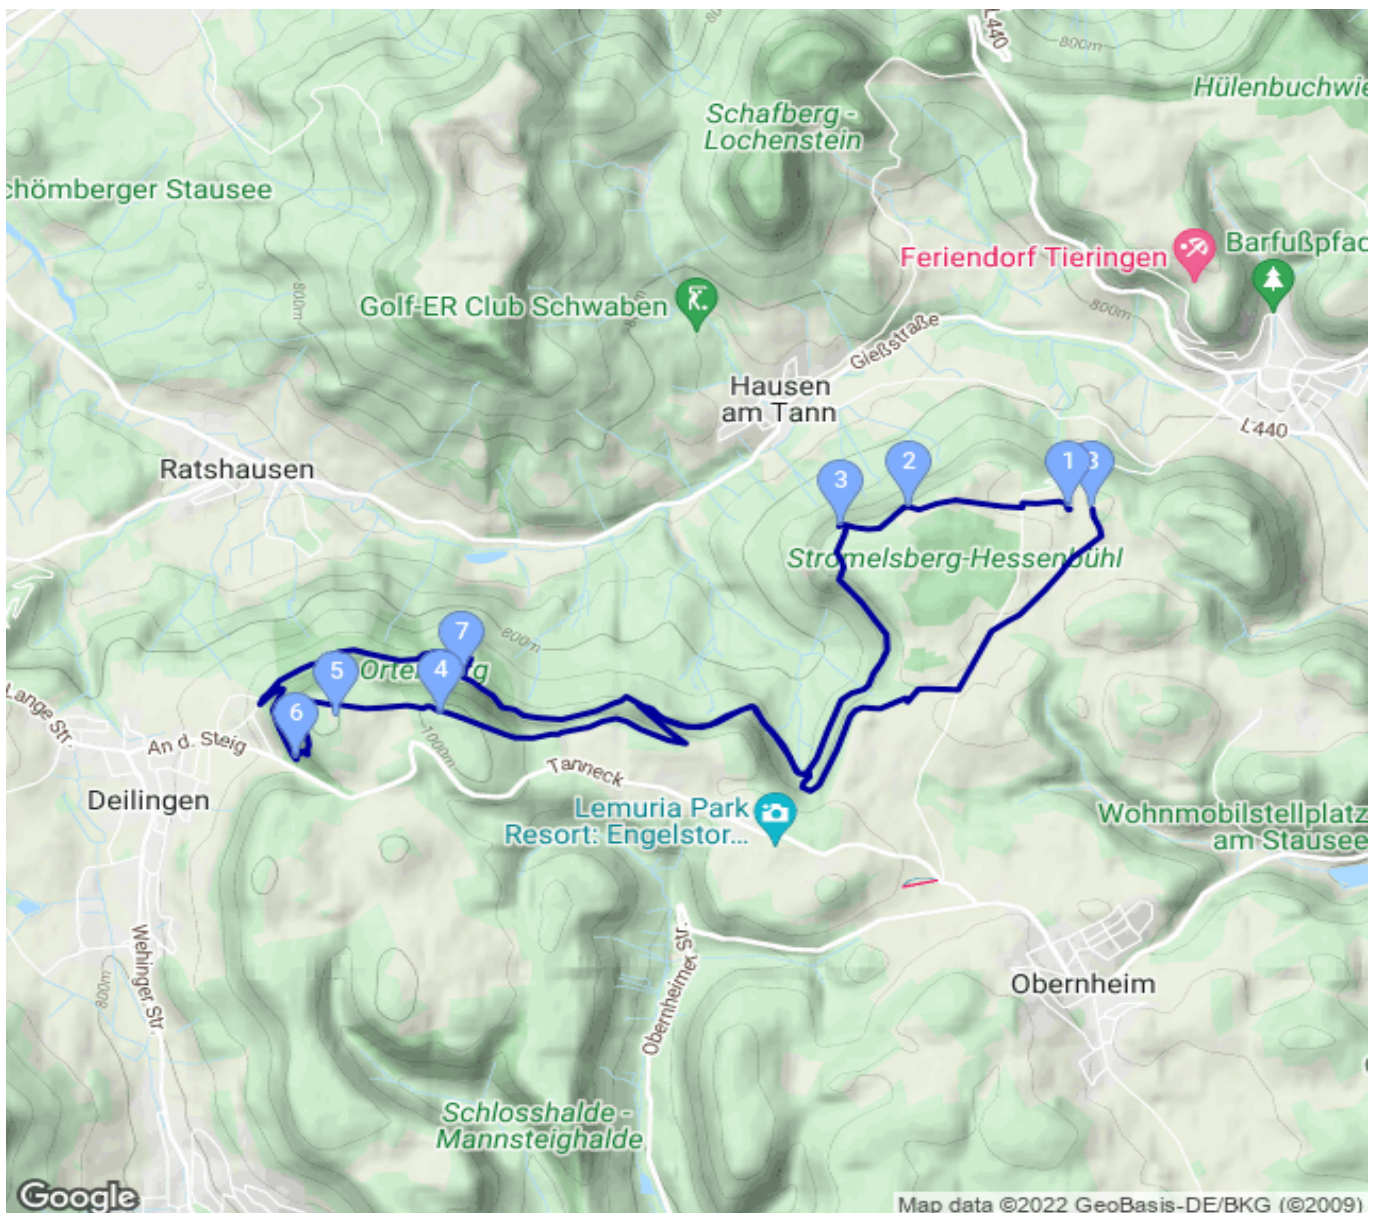 L440
800m
Hülenbuchwie
Schafberg -
Lochenstein
chömberger Stausee
Barfußpfad
Feriendorf Tieringen
800m
Golf-ER Club Schwaben
800m
Gießstraße
Hausen
am Tann
L440
Ratshausen
1
2
3
3
Stromelsberg-Hessenbühl
800m
7
Ortenberg
4
5
6
Lange Str.
An d. Steig
1000m
Tanneck
Deilingen
Lemuria Park
Resort: Engelstor...
Wohnmobilstellplatz
am Stausee
Wehinger Str.
800m
Obernheimer Str.
Obernheim
Schlosshalde -
Mannsteighalde
Google
Map data ©2022 GeoBasis-DE/BKG (©2009)